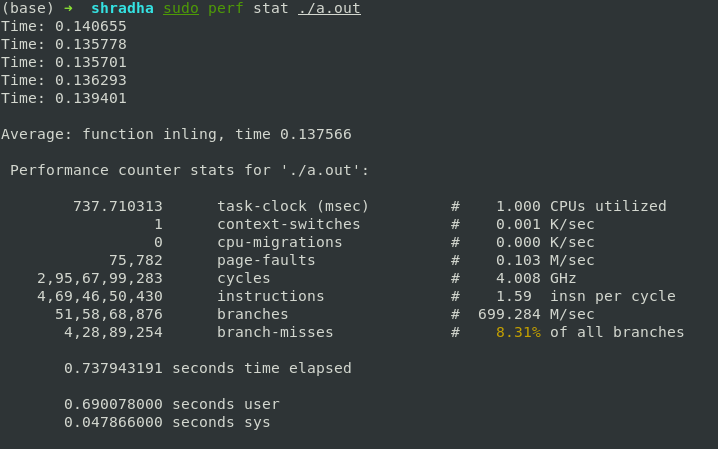 (base) ➜  shradha sudo perf stat ./a.out
Time: 0.140655
Time: 0.135778
Time: 0.135701
Time: 0.136293
Time: 0.139401
Average: function inling, time 0.137566
Performance counter stats for './a.out':
737.710313      task-clock (msec)         #    1.000 CPUs utilized
1      context-switches          #    0.001 K/sec
0      cpu-migrations            #    0.000 K/sec
75,782      page-faults               #    0.103 M/sec
2,95,67,99,283      cycles                    #    4.008 GHz
4,69,46,50,430      instructions              #    1.59  insn per cycle
51,58,68,876      branches                  #  699.284 M/sec
4,28,89,254      branch-misses             #    8.31% of all branches
0.737943191 seconds time elapsed
0.690078000 seconds user
0.047866000 seconds sys